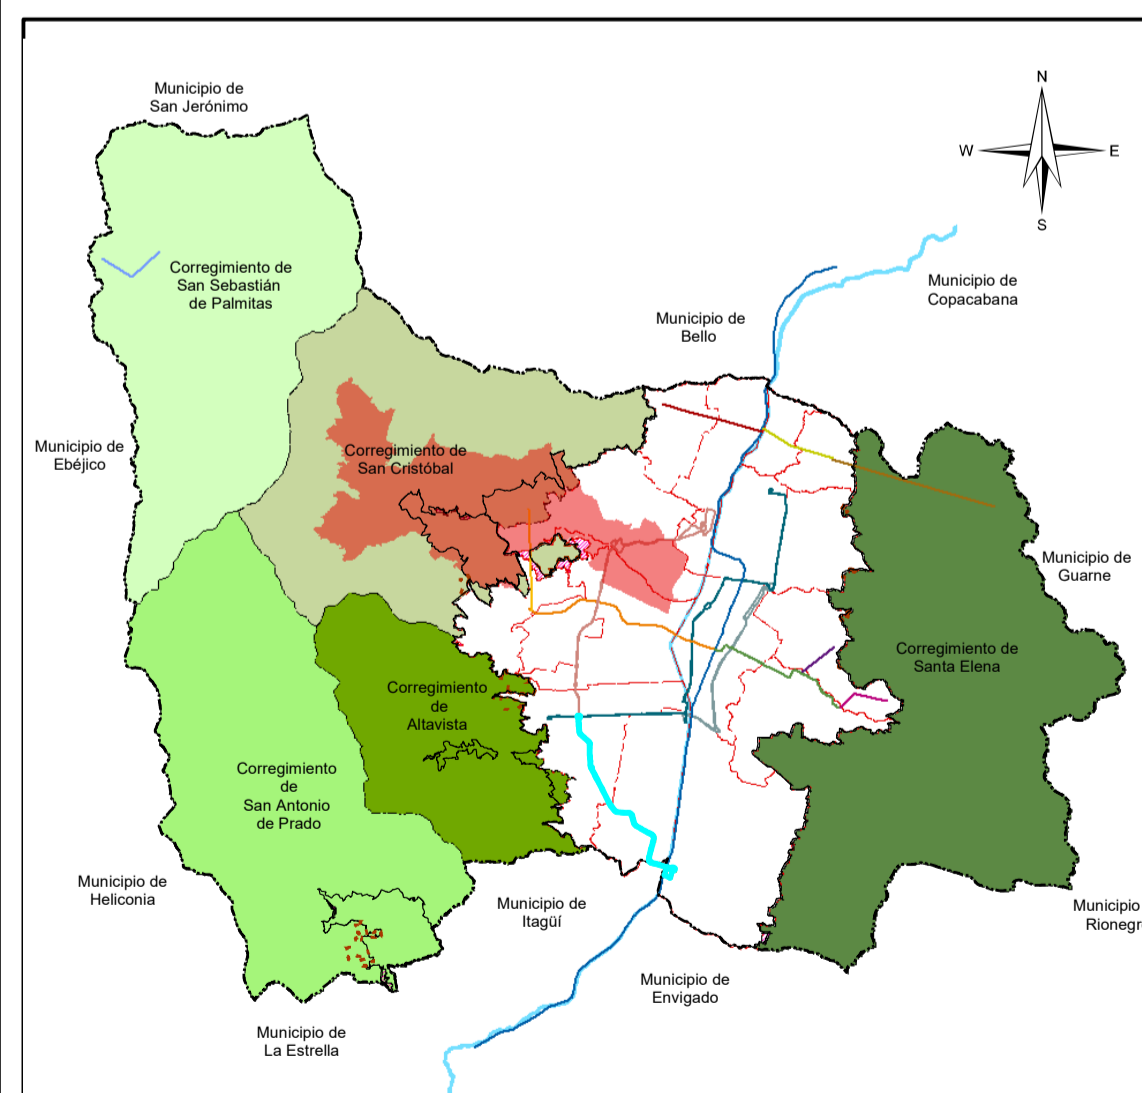 Municipio de
San Jerónimo
N
W
E
S
Corregimiento de
San Sebastián
de Palmitas
Municipio de
Copacabana
Municipio de
Bello
Municipio de
Ebéjico
Corregimiento de
San Cristóbal
Municipio de
Guarne
Corregimiento de
Santa Elena
Corregimiento
de
Altavista
Corregimiento
de
San Antonio
de Prado
Municipio de
Heliconia
Municipio de
Itagüí
Municipio
Rionegr
Municipio de
Envigado
Municipio de
La Estrella